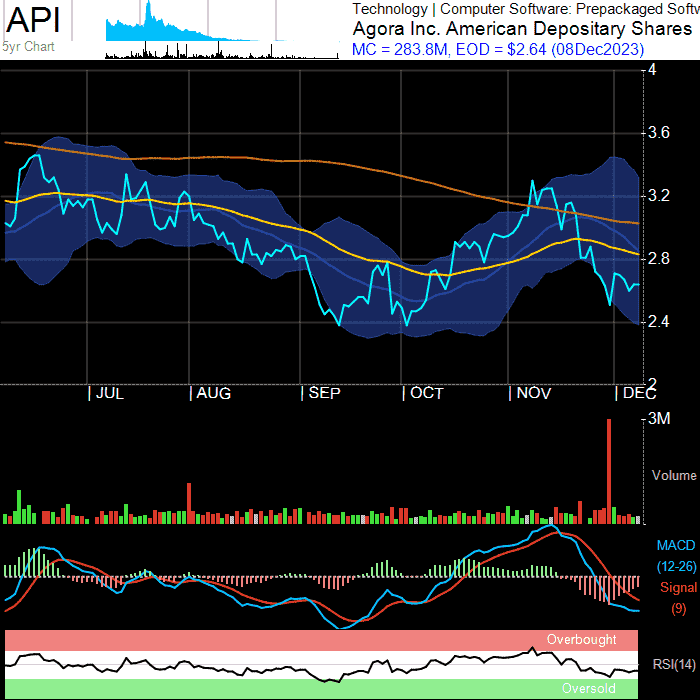 API
5yr Chart
Technology | Computer Software: Prepackaged Softw
Agora Inc. American Depositary Shares
MC = 283.8M, EOD = $2.64 (08Dec2023)
4
3.6
3.2
2.8
2.4
2
JUL AUG SEP OCT NOV DEC
3M
Volume
MACD
(12-26)
Signal
(9)
Overbought
RSI(14)
Oversold